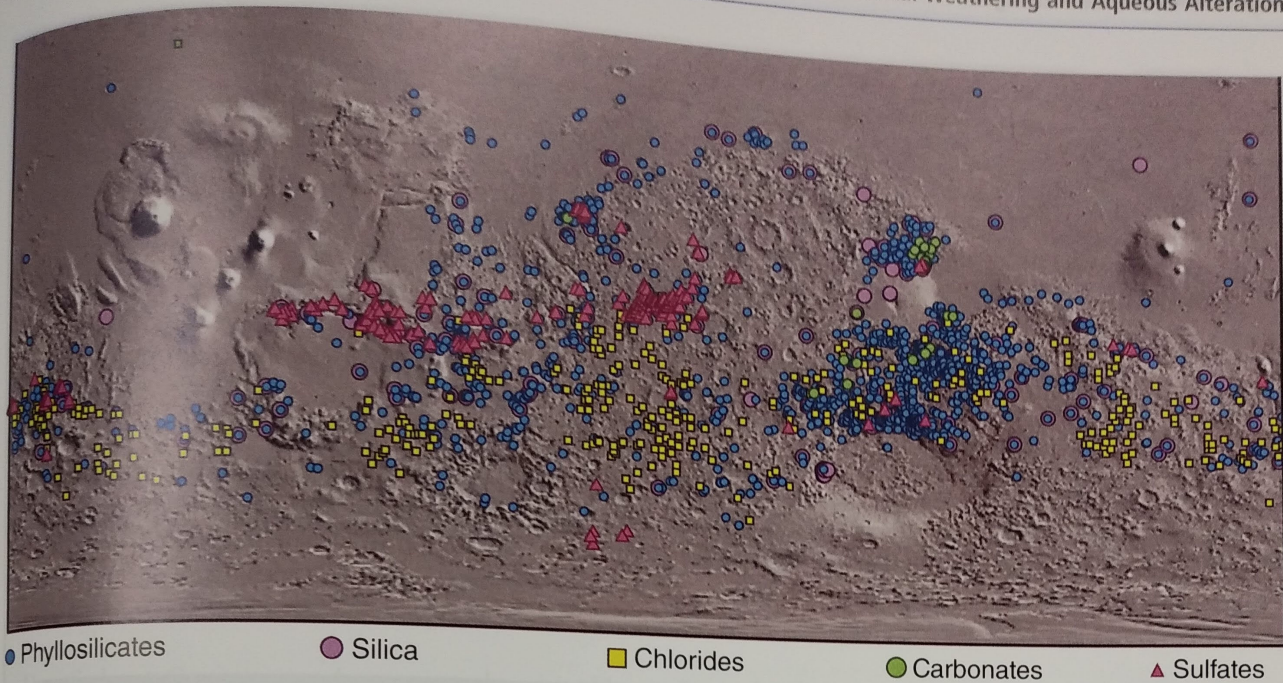 Weathering and Aqueous Alteration
Phyllosilicates
Silica
Chlorides
Carbonates
Sulfates